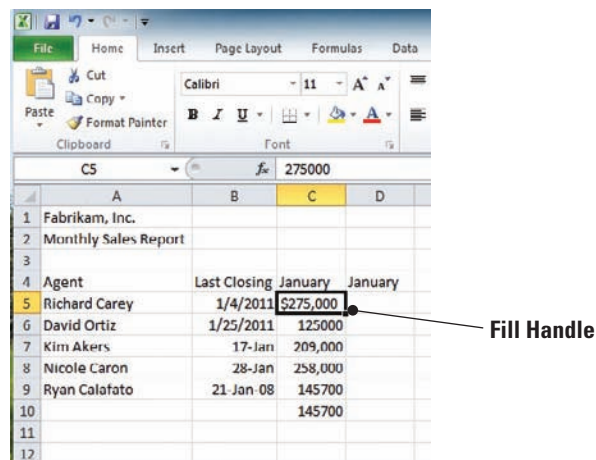 File Home Insert Page Layout Formulas Data
Cut
Copy
Paste
Format Painter
Clipboard
Calibri 11 A A
B I U A
Font
C5 fx 275000
A B C D
1 Fabrikam, Inc.
2 Monthly Sales Report
3
4 Agent Last Closing January January
5 Richard Carey 1/4/2011 $275,000
6 David Ortiz 1/25/2011 125000
7 Kim Akers 17-Jan 209,000
8 Nicole Caron 28-Jan 258,000
9 Ryan Calafato 21-Jan-08 145700
10 145700
11
12
Fill Handle